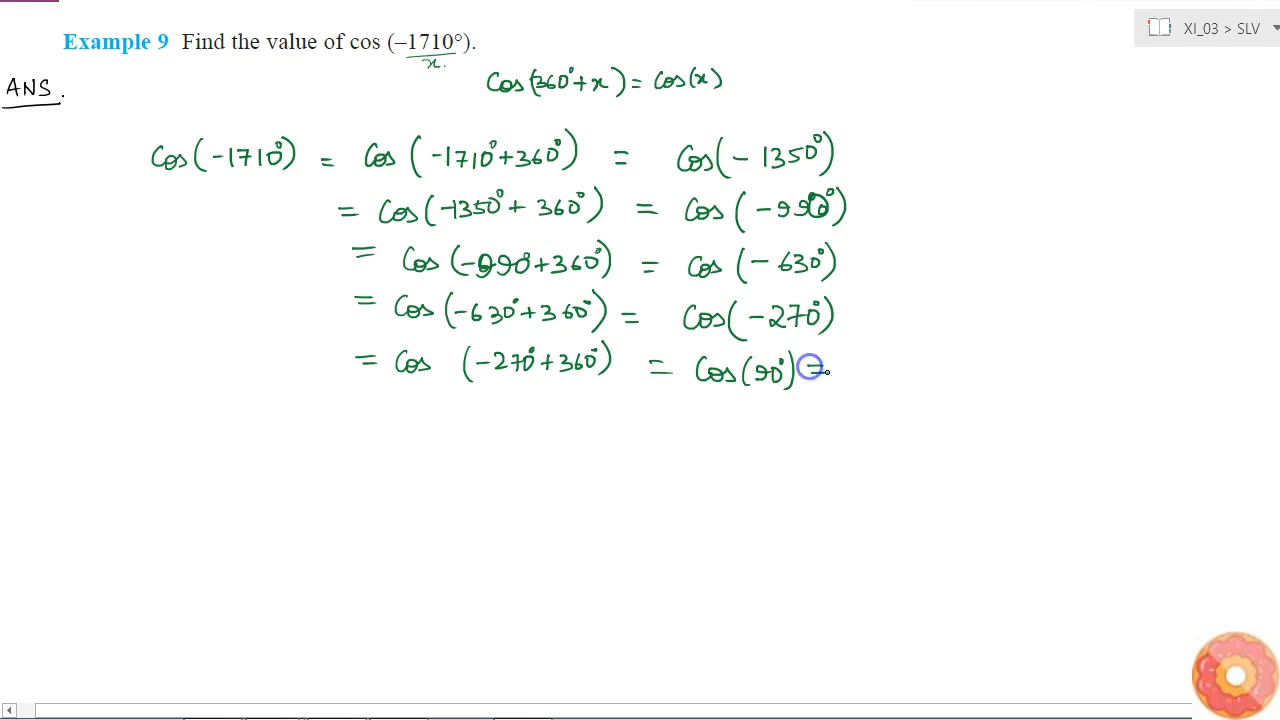 XI_03 > SLV
Example 9 Find the value of cos (–1710°).
x.
Cos(360°+x) = Cos(x)
ANS.
Cos(-1710°) = Cos(-1710°+360°) = Cos(-1350°)
= Cos(-1350°+360°) = Cos(-990°)
= Cos(-990°+360°) = Cos(-630°)
= Cos(-630°+360°) = Cos(-270°)
= Cos(-270°+360°) = Cos(90°) =